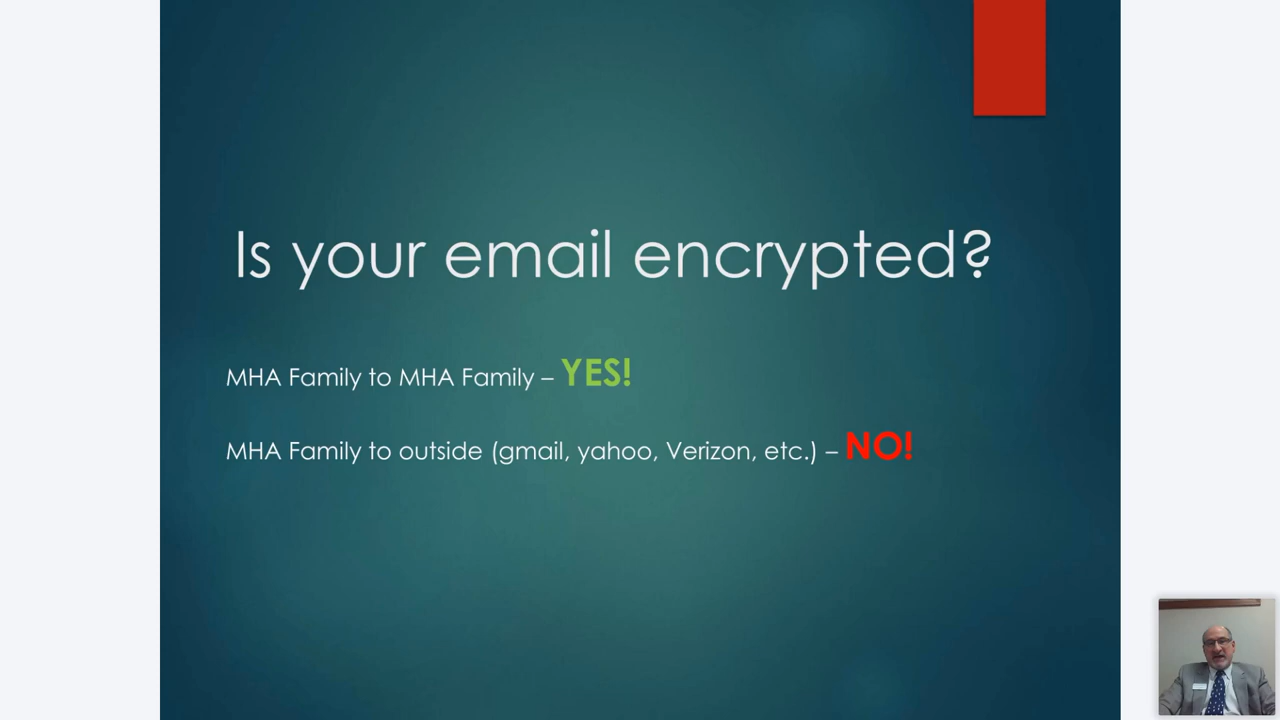 Is your email encrypted?
MHA Family to MHA Family – YES!
MHA Family to outside (gmail, yahoo, Verizon, etc.) – NO!